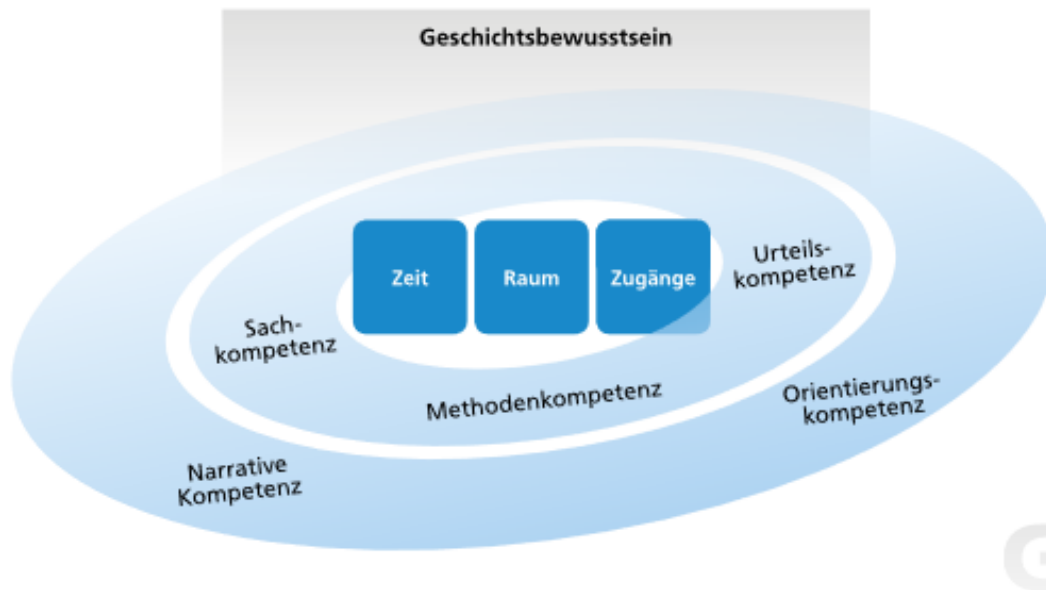 Geschichtsbewusstsein
Zeit
Raum
Zugänge
Urteils-
kompetenz
Sach-
kompetenz
Methodenkompetenz
Orientierungs-
kompetenz
Narrative
Kompetenz
G